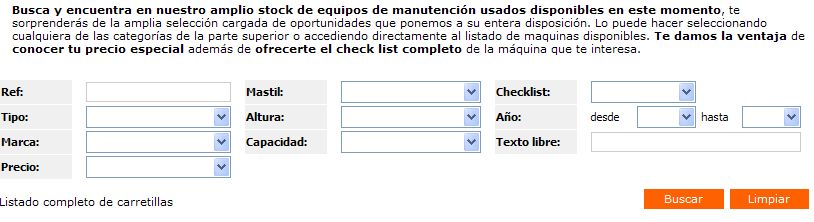 Busca y encuentra en nuestro amplio stock de equipos de manutención usados disponibles en este momento, te
sorprenderás de la amplia selección cargada de oportunidades que ponemos a su entera disposición. Lo puede hacer seleccionando
cualquiera de las categorías de la parte superior o accediendo directamente al listado de maquinas disponibles. Te damos la ventaja de
conocer tu precio especial además de ofrecerte el check list completo de la máquina que te interesa.
Ref: Mastil: Checklist:
Tipo: Altura: Año: desde hasta
Marca: Capacidad: Texto libre:
Precio:
Listado completo de carretillas Buscar Limpiar